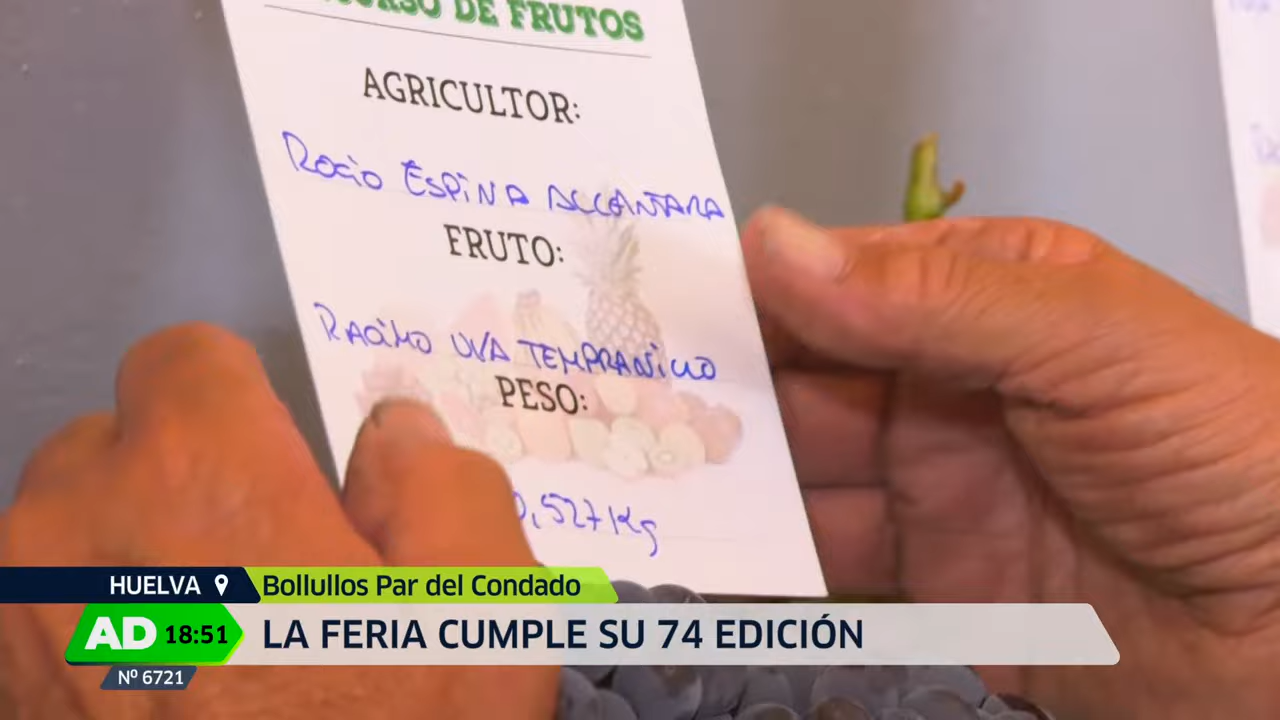 CURSO DE FRUTOS
AGRICULTOR:
ROCIO ESPINA ALCANTARA
FRUTO:
RACIMO UVA TEMPRANILLO
PESO:
0,527 Kg
HUELVA
Bollullos Par del Condado
AD 18:51
LA FERIA CUMPLE SU 74 EDICIÓN
Nº 6721